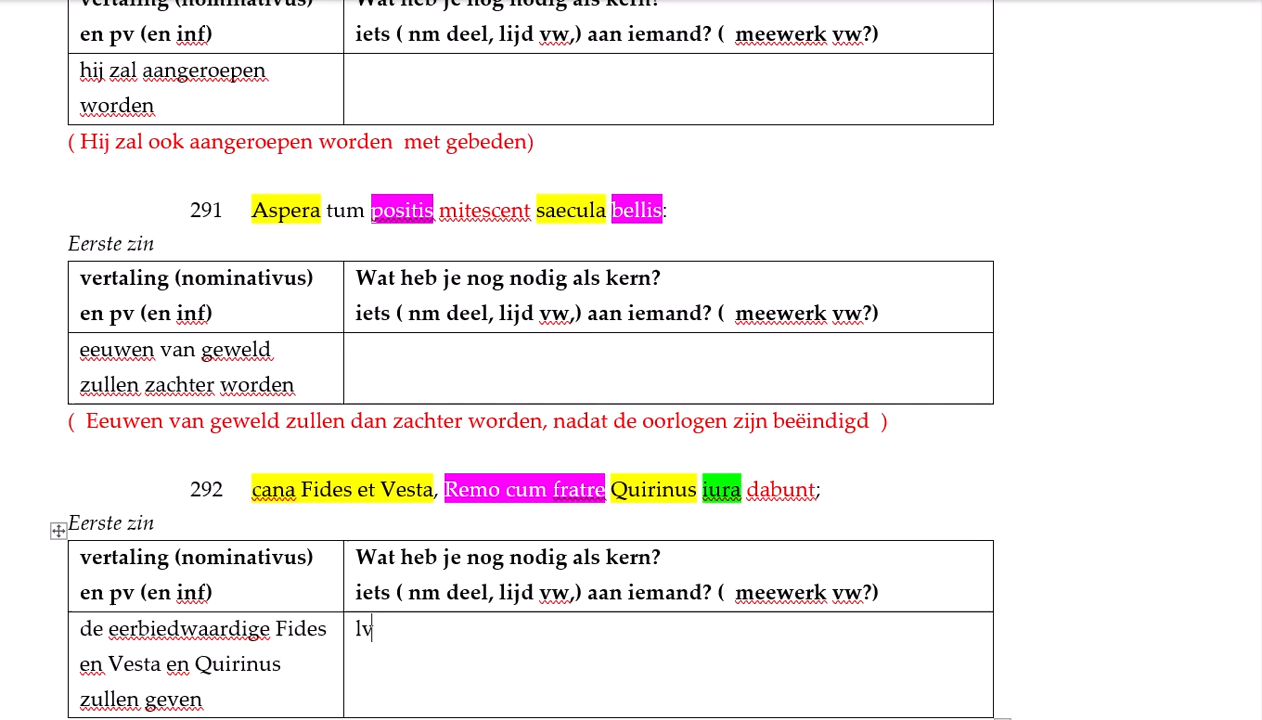 vertaling (nominativus) Wat heb je nog nodig als kern?
en pv (en inf) iets ( nm deel, lijd vw,) aan iemand? ( meewerk vw?)
hij zal aangeroepen
worden
( Hij zal ook aangeroepen worden met gebeden)
291 Aspera tum positis mitescent saecula bellis:
Eerste zin
vertaling (nominativus) Wat heb je nog nodig als kern?
en pv (en inf) iets ( nm deel, lijd vw,) aan iemand? ( meewerk vw?)
eeuwen van geweld
zullen zachter worden
( Eeuwen van geweld zullen dan zachter worden, nadat de oorlogen zijn beëindigd )
292 cana Fides et Vesta, Remo cum fratre Quirinus iura dabunt;
Eerste zin
vertaling (nominativus) Wat heb je nog nodig als kern?
en pv (en inf) iets ( nm deel, lijd vw,) aan iemand? ( meewerk vw?)
de eerbiedwaardige Fides lv
en Vesta en Quirinus
zullen geven